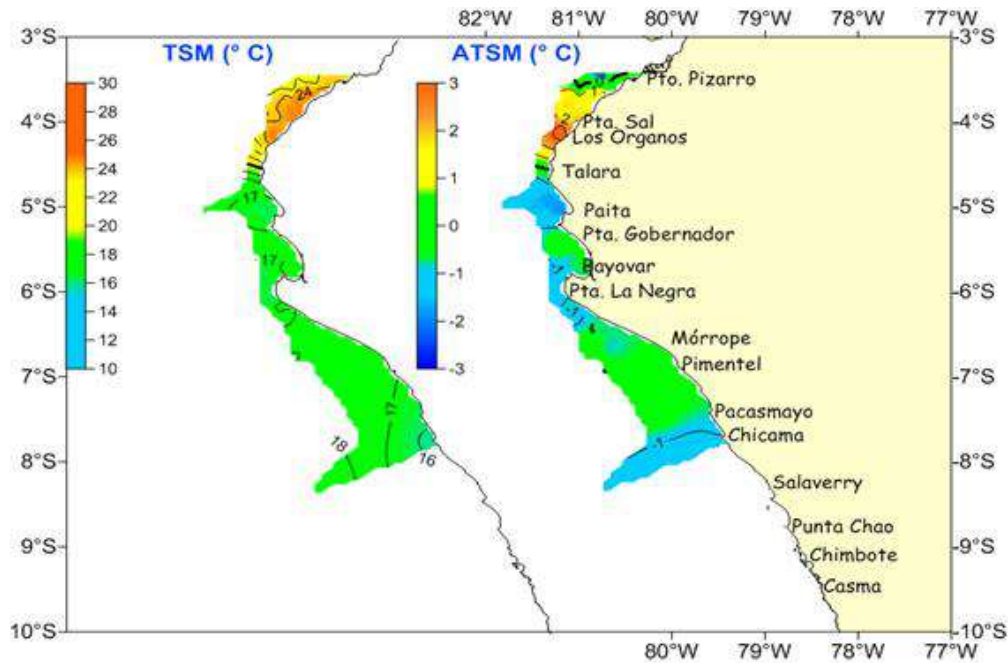 82°W 81°W 80°W 79°W 78°W 77°W
3°S 3°S
TSM (° C) ATSM (° C)
30 3
Pto. Pizarro
28
24
2
4°S 2 Pta. Sal 4°S
26 Los Organos
24 1
Talara
22
17
5°S Paita 5°S
20 0
Pta. Gobernador
18
17
Bayovar
16 -1
6°S Pta. La Negra 6°S
14
-1
-2
12 Mórrope
Pimentel
10 -3
7°S 7°S
17
Pacasmayo
Chicama
18 16 -1
8°S 8°S
Salaverry
Punta Chao
9°S 9°S
Chimbote
Casma
10°S 10°S
80°W 79°W 78°W 77°W